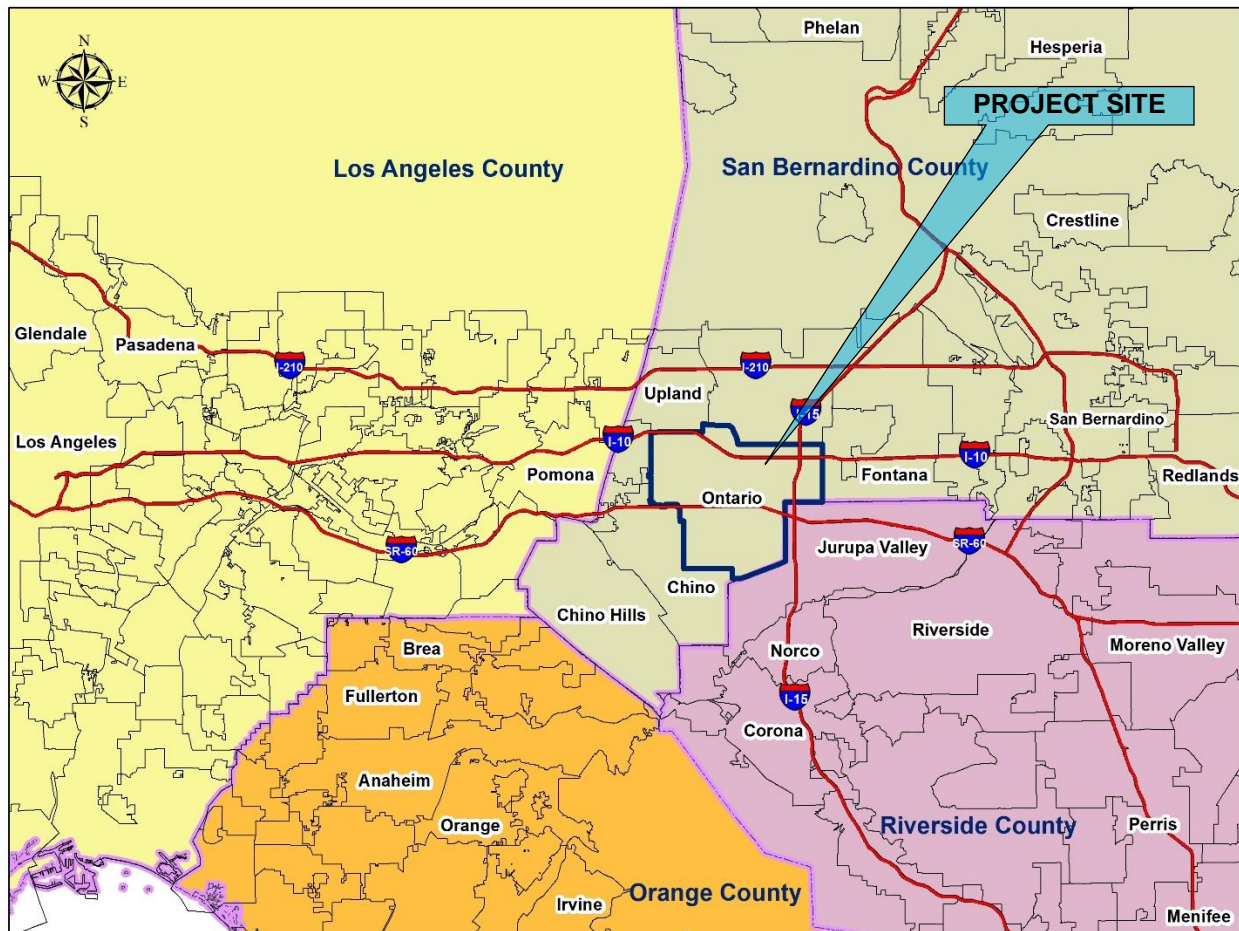 Phelan
Hesperia
N
W E
S
PROJECT SITE
Los Angeles County
San Bernardino County
Crestline
Glendale
Pasadena
I-210
I-210
Upland
I-15
San Bernardino
Los Angeles
I-10
Pomona
Fontana
I-10
Redlands
Ontario
SR-60
Jurupa Valley
SR-60
Chino
Chino Hills
Riverside
Brea
Norco
Moreno Valley
Fullerton
I-15
Corona
Anaheim
Orange
Riverside County
Perris
Orange County
Irvine
Menifee